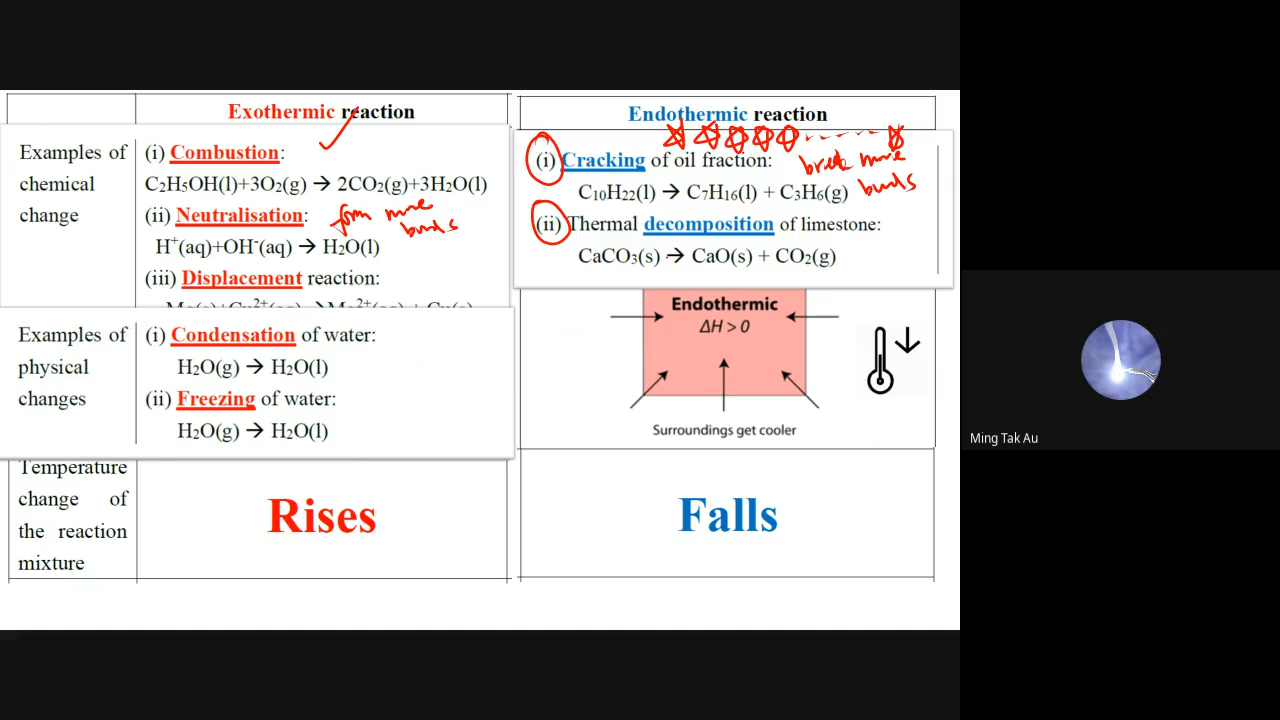 Exothermic reaction
Endothermic reaction
Examples of
chemical
change
(i) Combustion:
C₂H₅OH(l)+3O₂(g) → 2CO₂(g)+3H₂O(l)
(ii) Neutralisation:
form more
bonds
H⁺(aq)+OH⁻(aq) → H₂O(l)
(iii) Displacement reaction:
(i) Cracking of oil fraction:
break more
bonds
C₁₀H₂₂(l) → C₇H₁₆(l) + C₃H₆(g)
(ii) Thermal decomposition of limestone:
CaCO₃(s) → CaO(s) + CO₂(g)
Examples of
physical
changes
(i) Condensation of water:
H₂O(g) → H₂O(l)
(ii) Freezing of water:
H₂O(g) → H₂O(l)
Endothermic
ΔH > 0
Surroundings get cooler
Temperature
change of
the reaction
mixture
Rises
Falls
Ming Tak Au